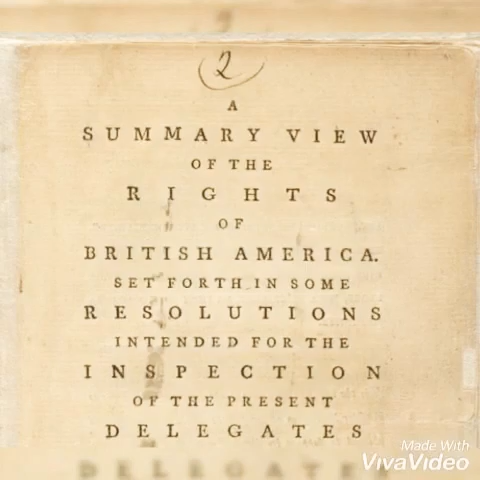 2
A
SUMMARY VIEW
OF THE
RIGHTS
OF
BRITISH AMERICA.
SET FORTH IN SOME
RESOLUTIONS
INTENDED FOR THE
INSPECTION
OF THE PRESENT
DELEGATES
DELEGATES
Made With
VivaVideo